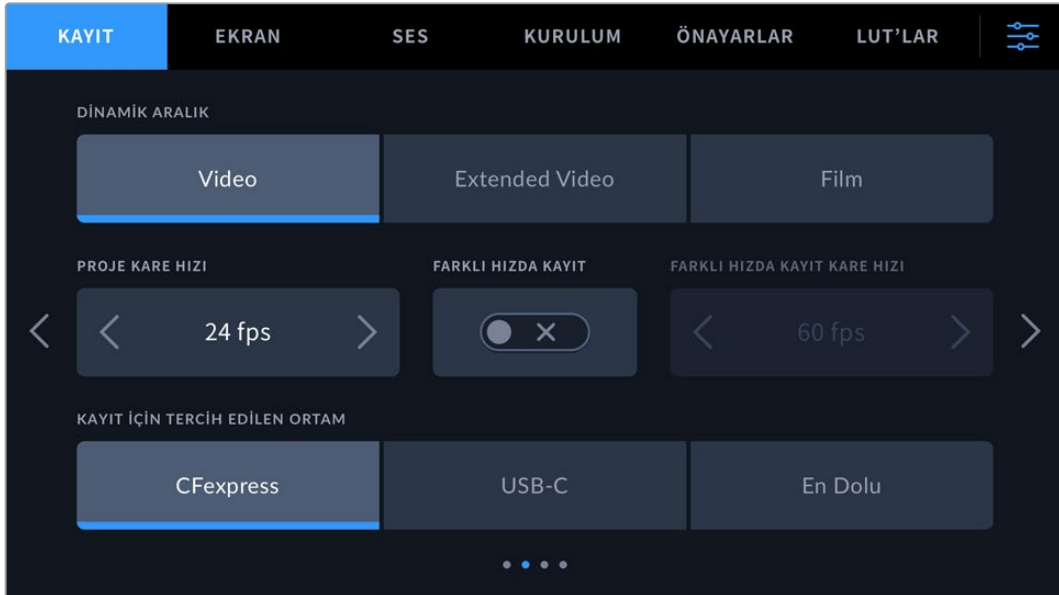 KAYIT EKRAN SES KURULUM ÖNAYARLAR LUT’LAR
DİNAMİK ARALIK
Video Extended Video Film
PROJE KARE HIZI FARKLI HIZDA KAYIT FARKLI HIZDA KAYIT KARE HIZI
24 fps 60 fps
KAYIT İÇİN TERCİH EDİLEN ORTAM
CFexpress USB-C En Dolu